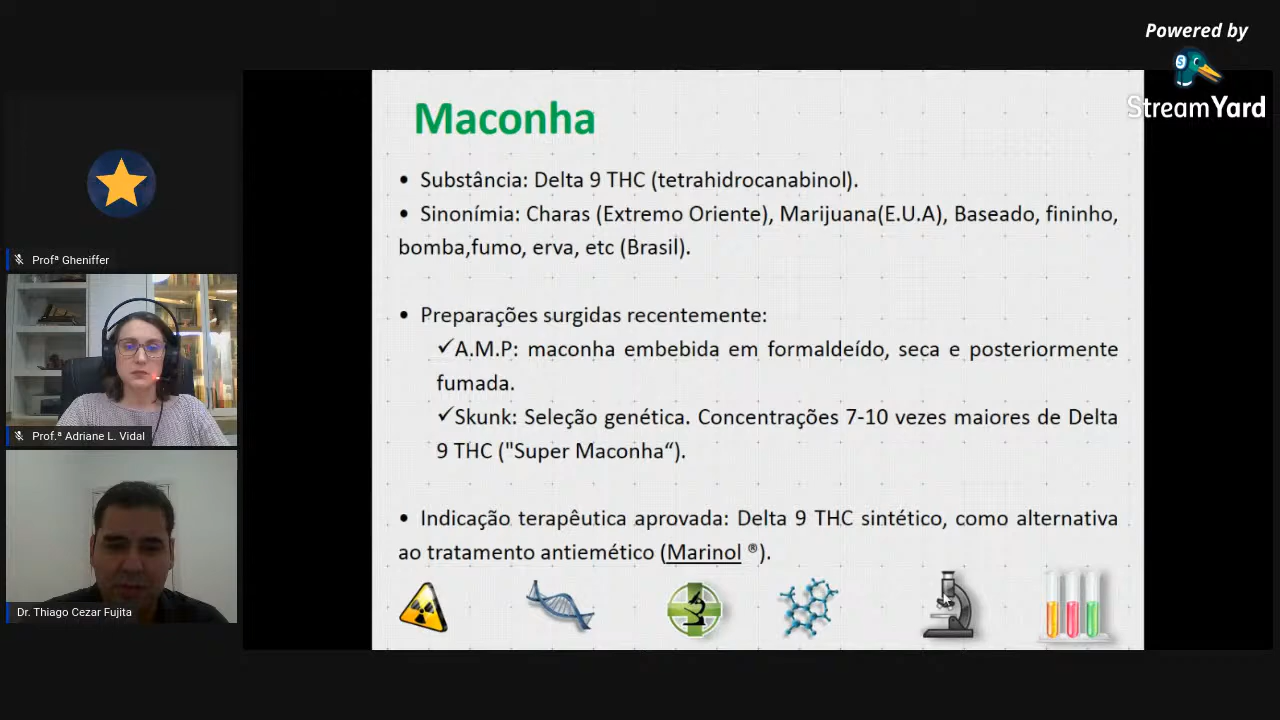 Powered by
StreamYard
Maconha
• Substância: Delta 9 THC (tetrahidrocanabinol).
• Sinonímia: Charas (Extremo Oriente), Marijuana(E.U.A), Baseado, fininho,
bomba,fumo, erva, etc (Brasil).
• Preparações surgidas recentemente:
✓A.M.P: maconha embebida em formaldeído, seca e posteriormente
fumada.
✓Skunk: Seleção genética. Concentrações 7-10 vezes maiores de Delta
9 THC ("Super Maconha“).
• Indicação terapêutica aprovada: Delta 9 THC sintético, como alternativa
ao tratamento antiemético (Marinol ®).
Profª Gheniffer
Prof.ª Adriane L. Vidal
Dr. Thiago Cezar Fujita